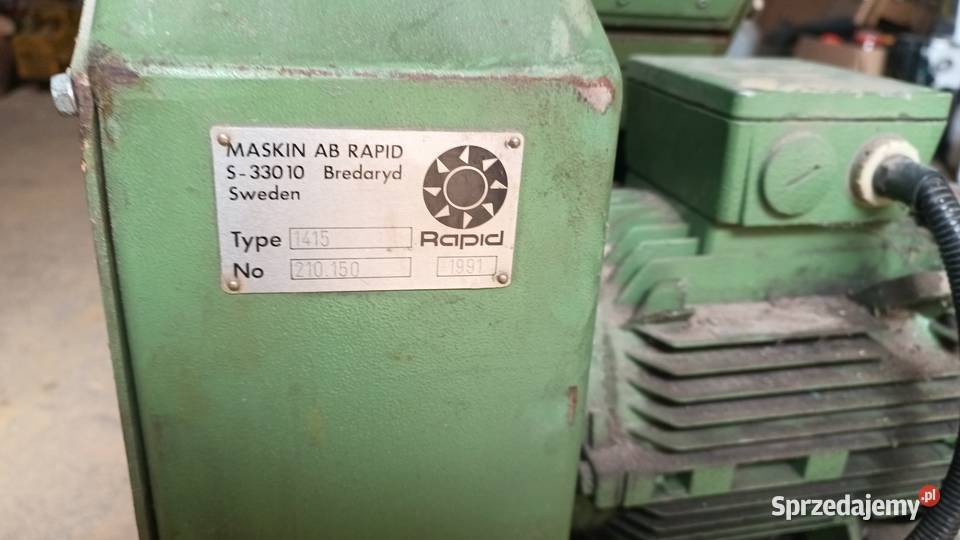 MASKIN AB RAPID
S-33010 Bredaryd
Sweden
Type 1415
Rapid
No 210.150 1991
Sprzedajemy.pl